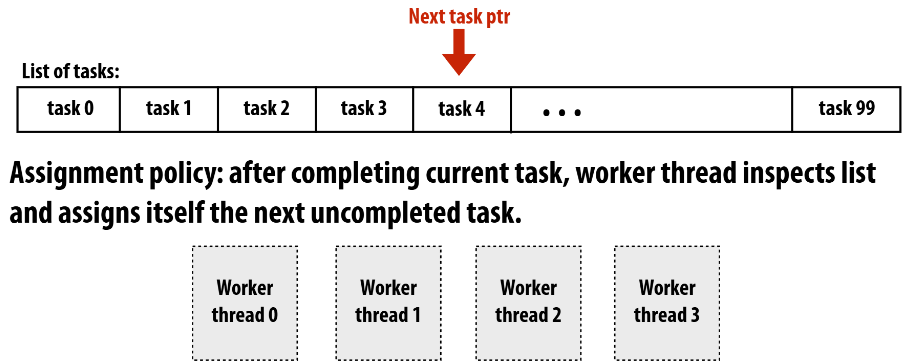 Next task ptr
List of tasks:
task 0 task 1 task 2 task 3 task 4 ... task 99
Assignment policy: after completing current task, worker thread inspects list
and assigns itself the next uncompleted task.
Worker Worker Worker Worker
thread 0 thread 1 thread 2 thread 3